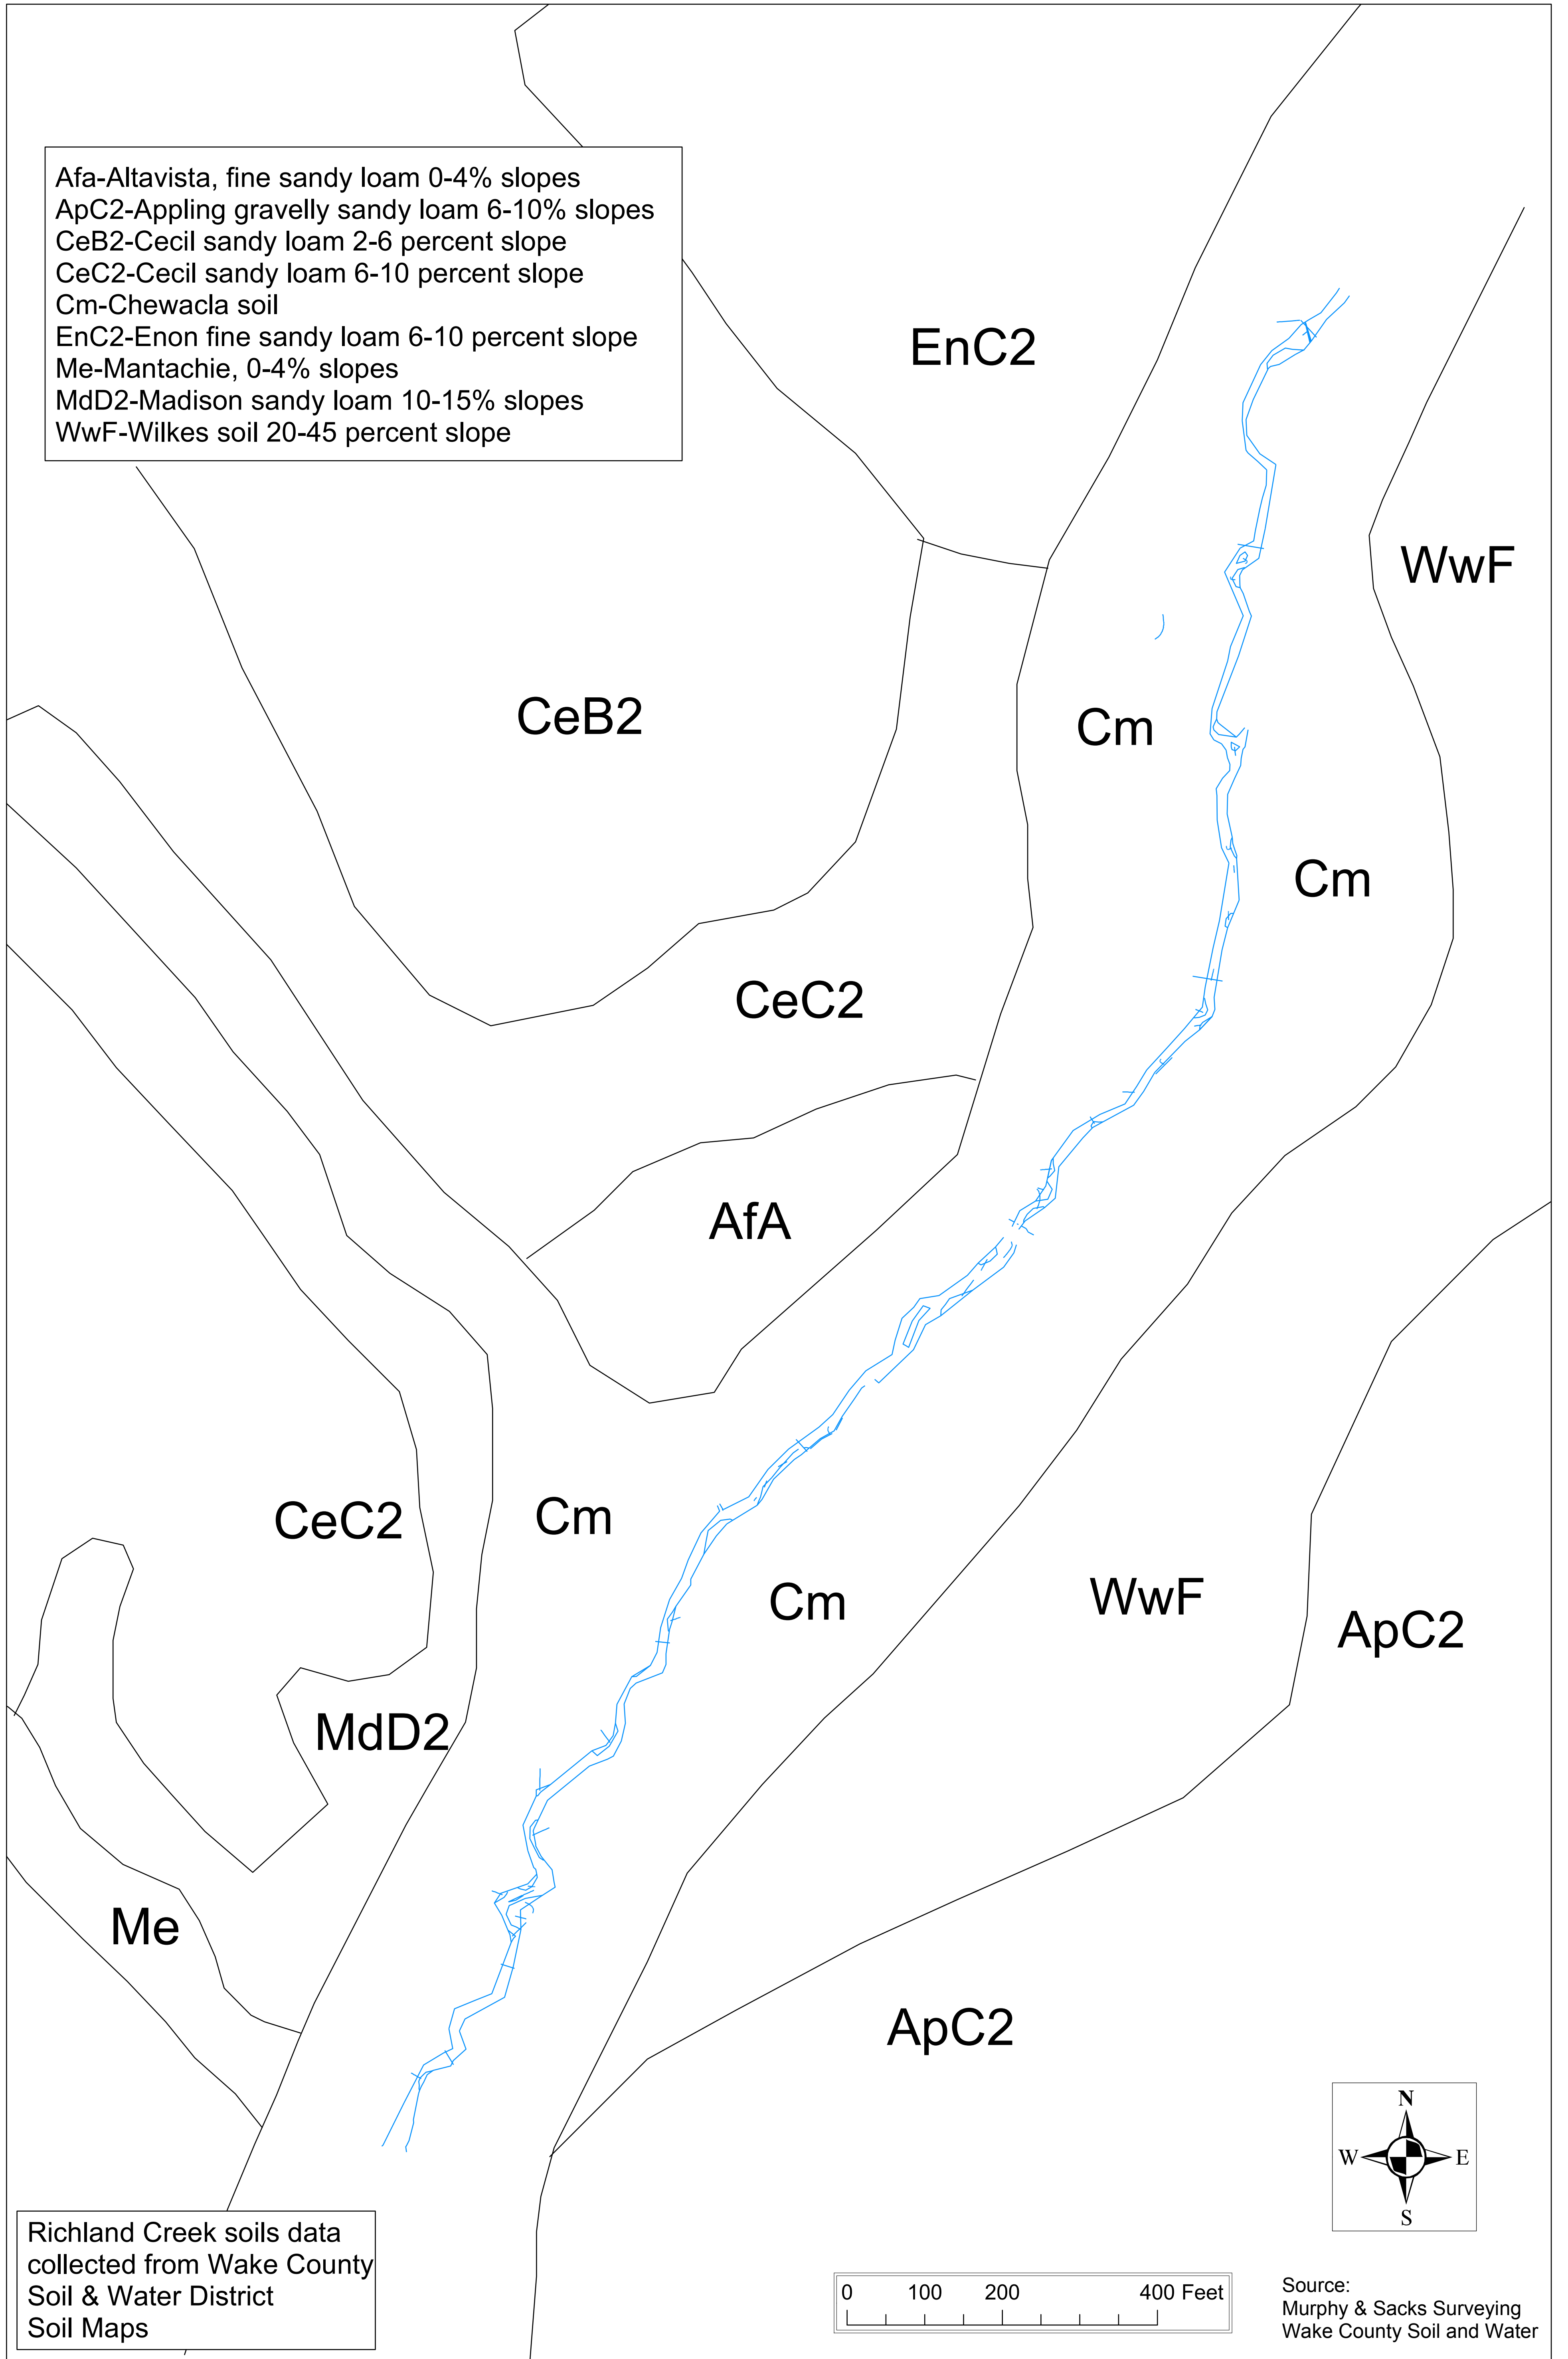 Afa-Altavista, fine sandy loam 0-4% slopes
ApC2-Appling gravelly sandy loam 6-10% slopes
CeB2-Cecil sandy loam 2-6 percent slope
CeC2-Cecil sandy loam 6-10 percent slope
Cm-Chewacla soil
EnC2-Enon fine sandy loam 6-10 percent slope
Me-Mantachie, 0-4% slopes
MdD2-Madison sandy loam 10-15% slopes
WwF-Wilkes soil 20-45 percent slope
EnC2
WwF
CeB2
Cm
Cm
CeC2
AfA
CeC2
Cm
Cm
WwF
ApC2
MdD2
Me
ApC2
N
W E
S
Richland Creek soils data
collected from Wake County
Soil & Water District
Soil Maps
0 100 200 400 Feet
Source:
Murphy & Sacks Surveying
Wake County Soil and Water